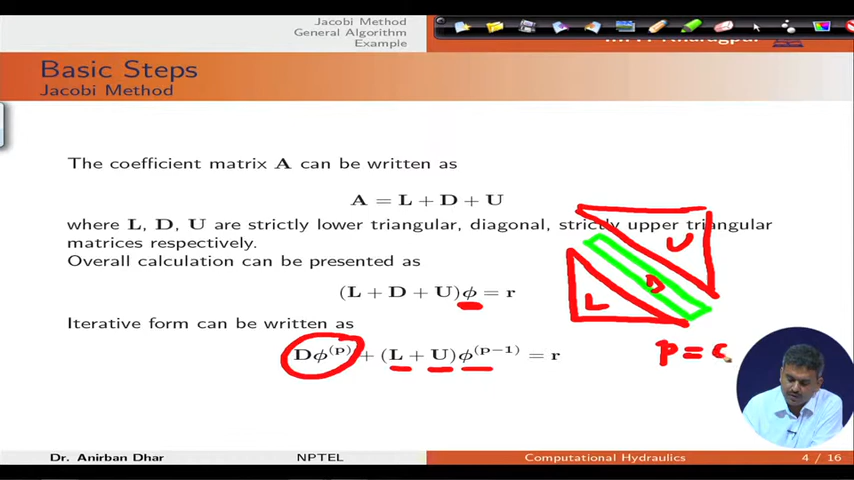 Jacobi Method
General Algorithm
Example
Basic Steps
Jacobi Method
The coefficient matrix A can be written as
A = L + D + U
where L, D, U are strictly lower triangular, diagonal, strictly upper triangular
matrices respectively.
Overall calculation can be presented as
(L + D + U)ϕ = r
Iterative form can be written as
Dϕ^(p) + (L + U)ϕ^(p−1) = r
U
D
L
p =
Dr. Anirban Dhar NPTEL Computational Hydraulics 4 / 16